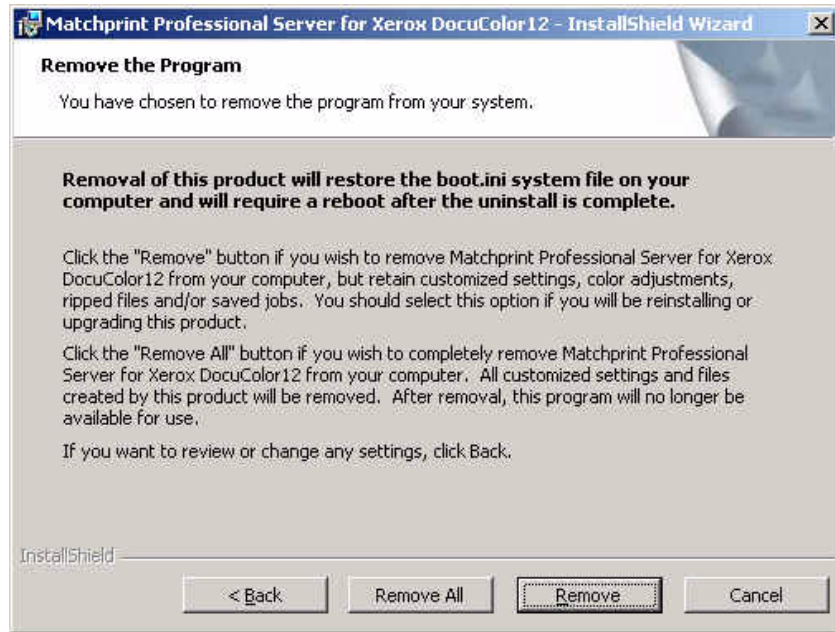 Matchprint Professional Server for Xerox DocuColor12 - InstallShield Wizard
Remove the Program
You have chosen to remove the program from your system.
Removal of this product will restore the boot.ini system file on your
computer and will require a reboot after the uninstall is complete.
Click the "Remove" button if you wish to remove Matchprint Professional Server for Xerox
DocuColor12 from your computer, but retain customized settings, color adjustments,
ripped files and/or saved jobs.  You should select this option if you will be reinstalling or
upgrading this product.
Click the "Remove All" button if you wish to completely remove Matchprint Professional
Server for Xerox DocuColor12 from your computer.  All customized settings and files
created by this product will be removed.  After removal, this program will no longer be
available for use.
If you want to review or change any settings, click Back.
InstallShield
< Back
Remove All
Remove
Cancel